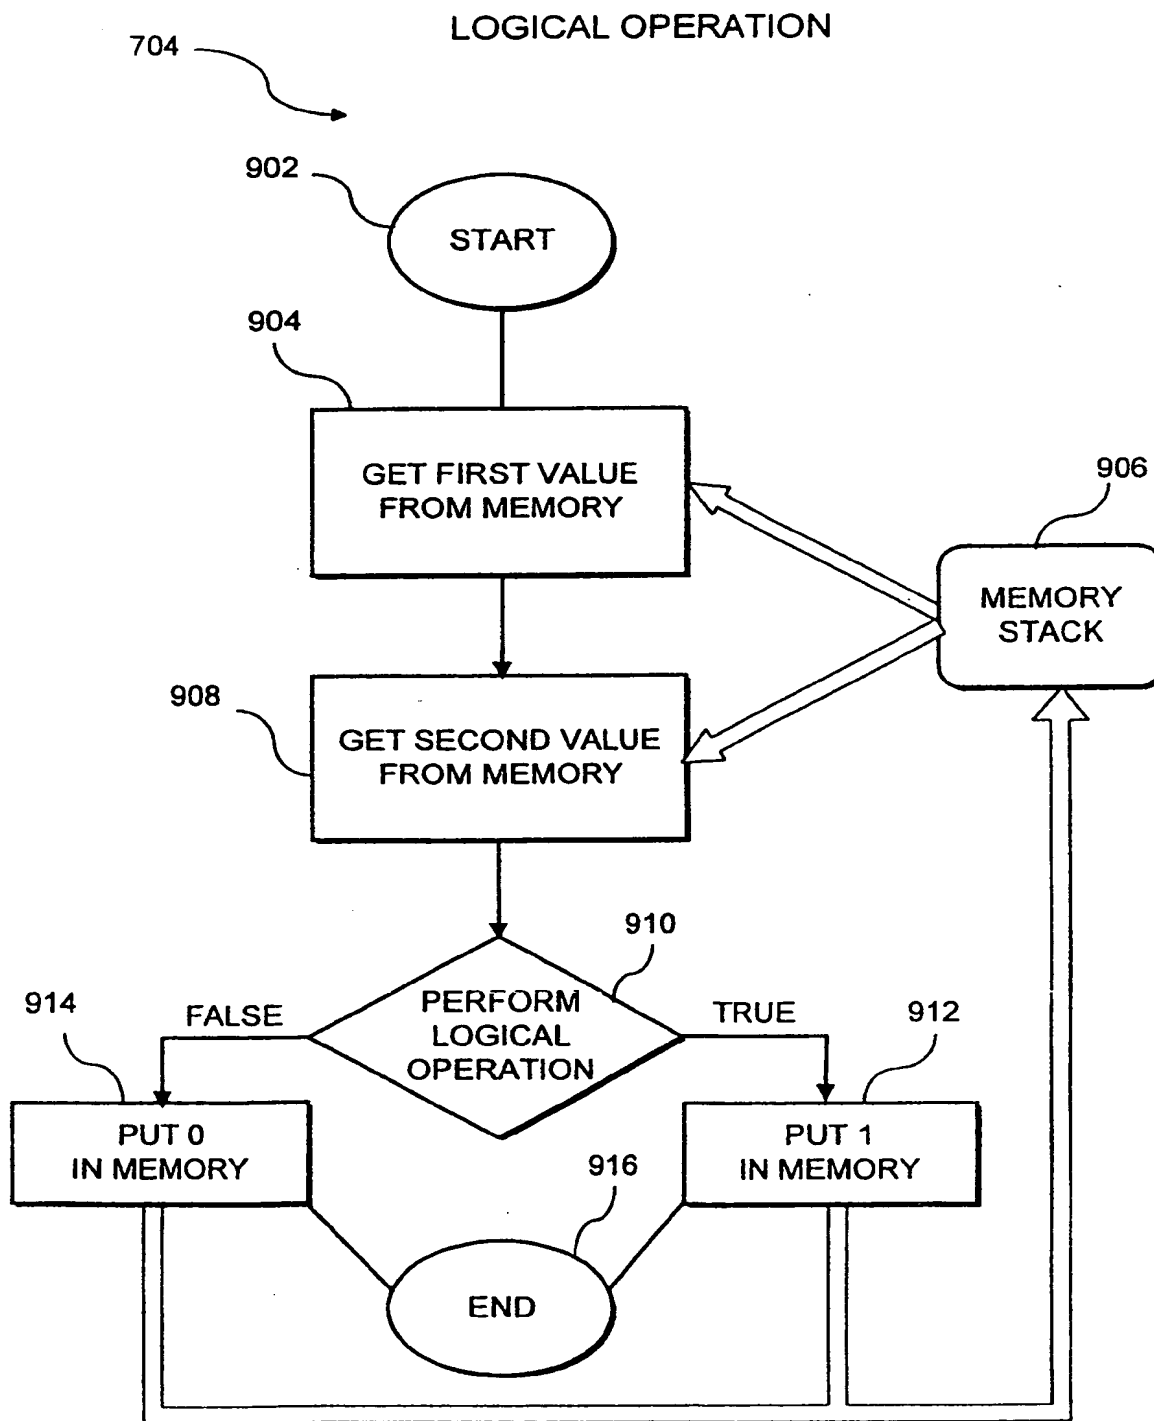 LOGICAL OPERATION
704
902
START
904
GET FIRST VALUE
FROM MEMORY
906
MEMORY
STACK
908
GET SECOND VALUE
FROM MEMORY
910
PERFORM
LOGICAL
OPERATION
FALSE
TRUE
914
912
PUT 0
IN MEMORY
PUT 1
IN MEMORY
916
END